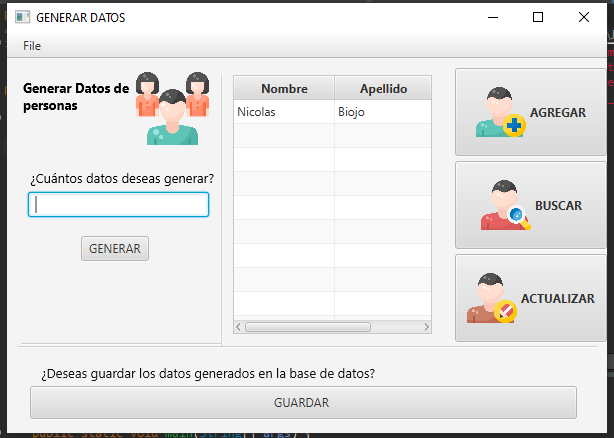 GENERAR DATOS
File
Generar Datos de
personas
¿Cuántos datos deseas generar?
GENERAR
Nombre Apellido
Nicolas Biojo
AGREGAR
BUSCAR
ACTUALIZAR
¿Deseas guardar los datos generados en la base de datos?
GUARDAR
public static void main(String[] args) {